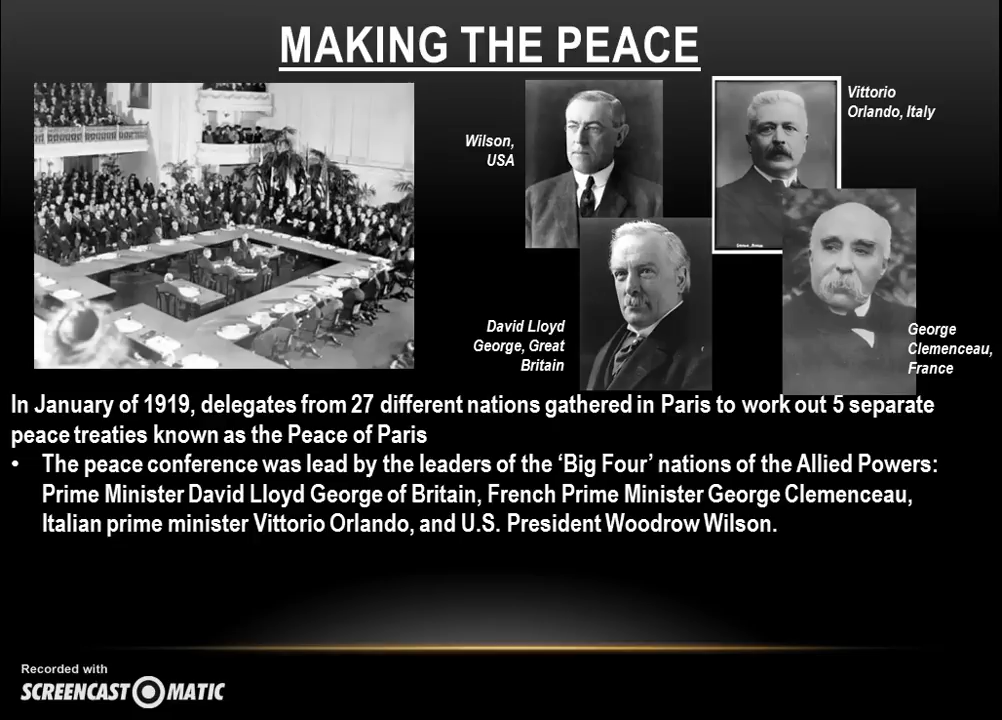 MAKING THE PEACE
Wilson,
USA
Vittorio
Orlando, Italy
David Lloyd
George, Great
Britain
George
Clemenceau,
France
In January of 1919, delegates from 27 different nations gathered in Paris to work out 5 separate
peace treaties known as the Peace of Paris
• The peace conference was lead by the leaders of the ‘Big Four’ nations of the Allied Powers:
Prime Minister David Lloyd George of Britain, French Prime Minister George Clemenceau,
Italian prime minister Vittorio Orlando, and U.S. President Woodrow Wilson.
Recorded with
SCREENCAST-O-MATIC